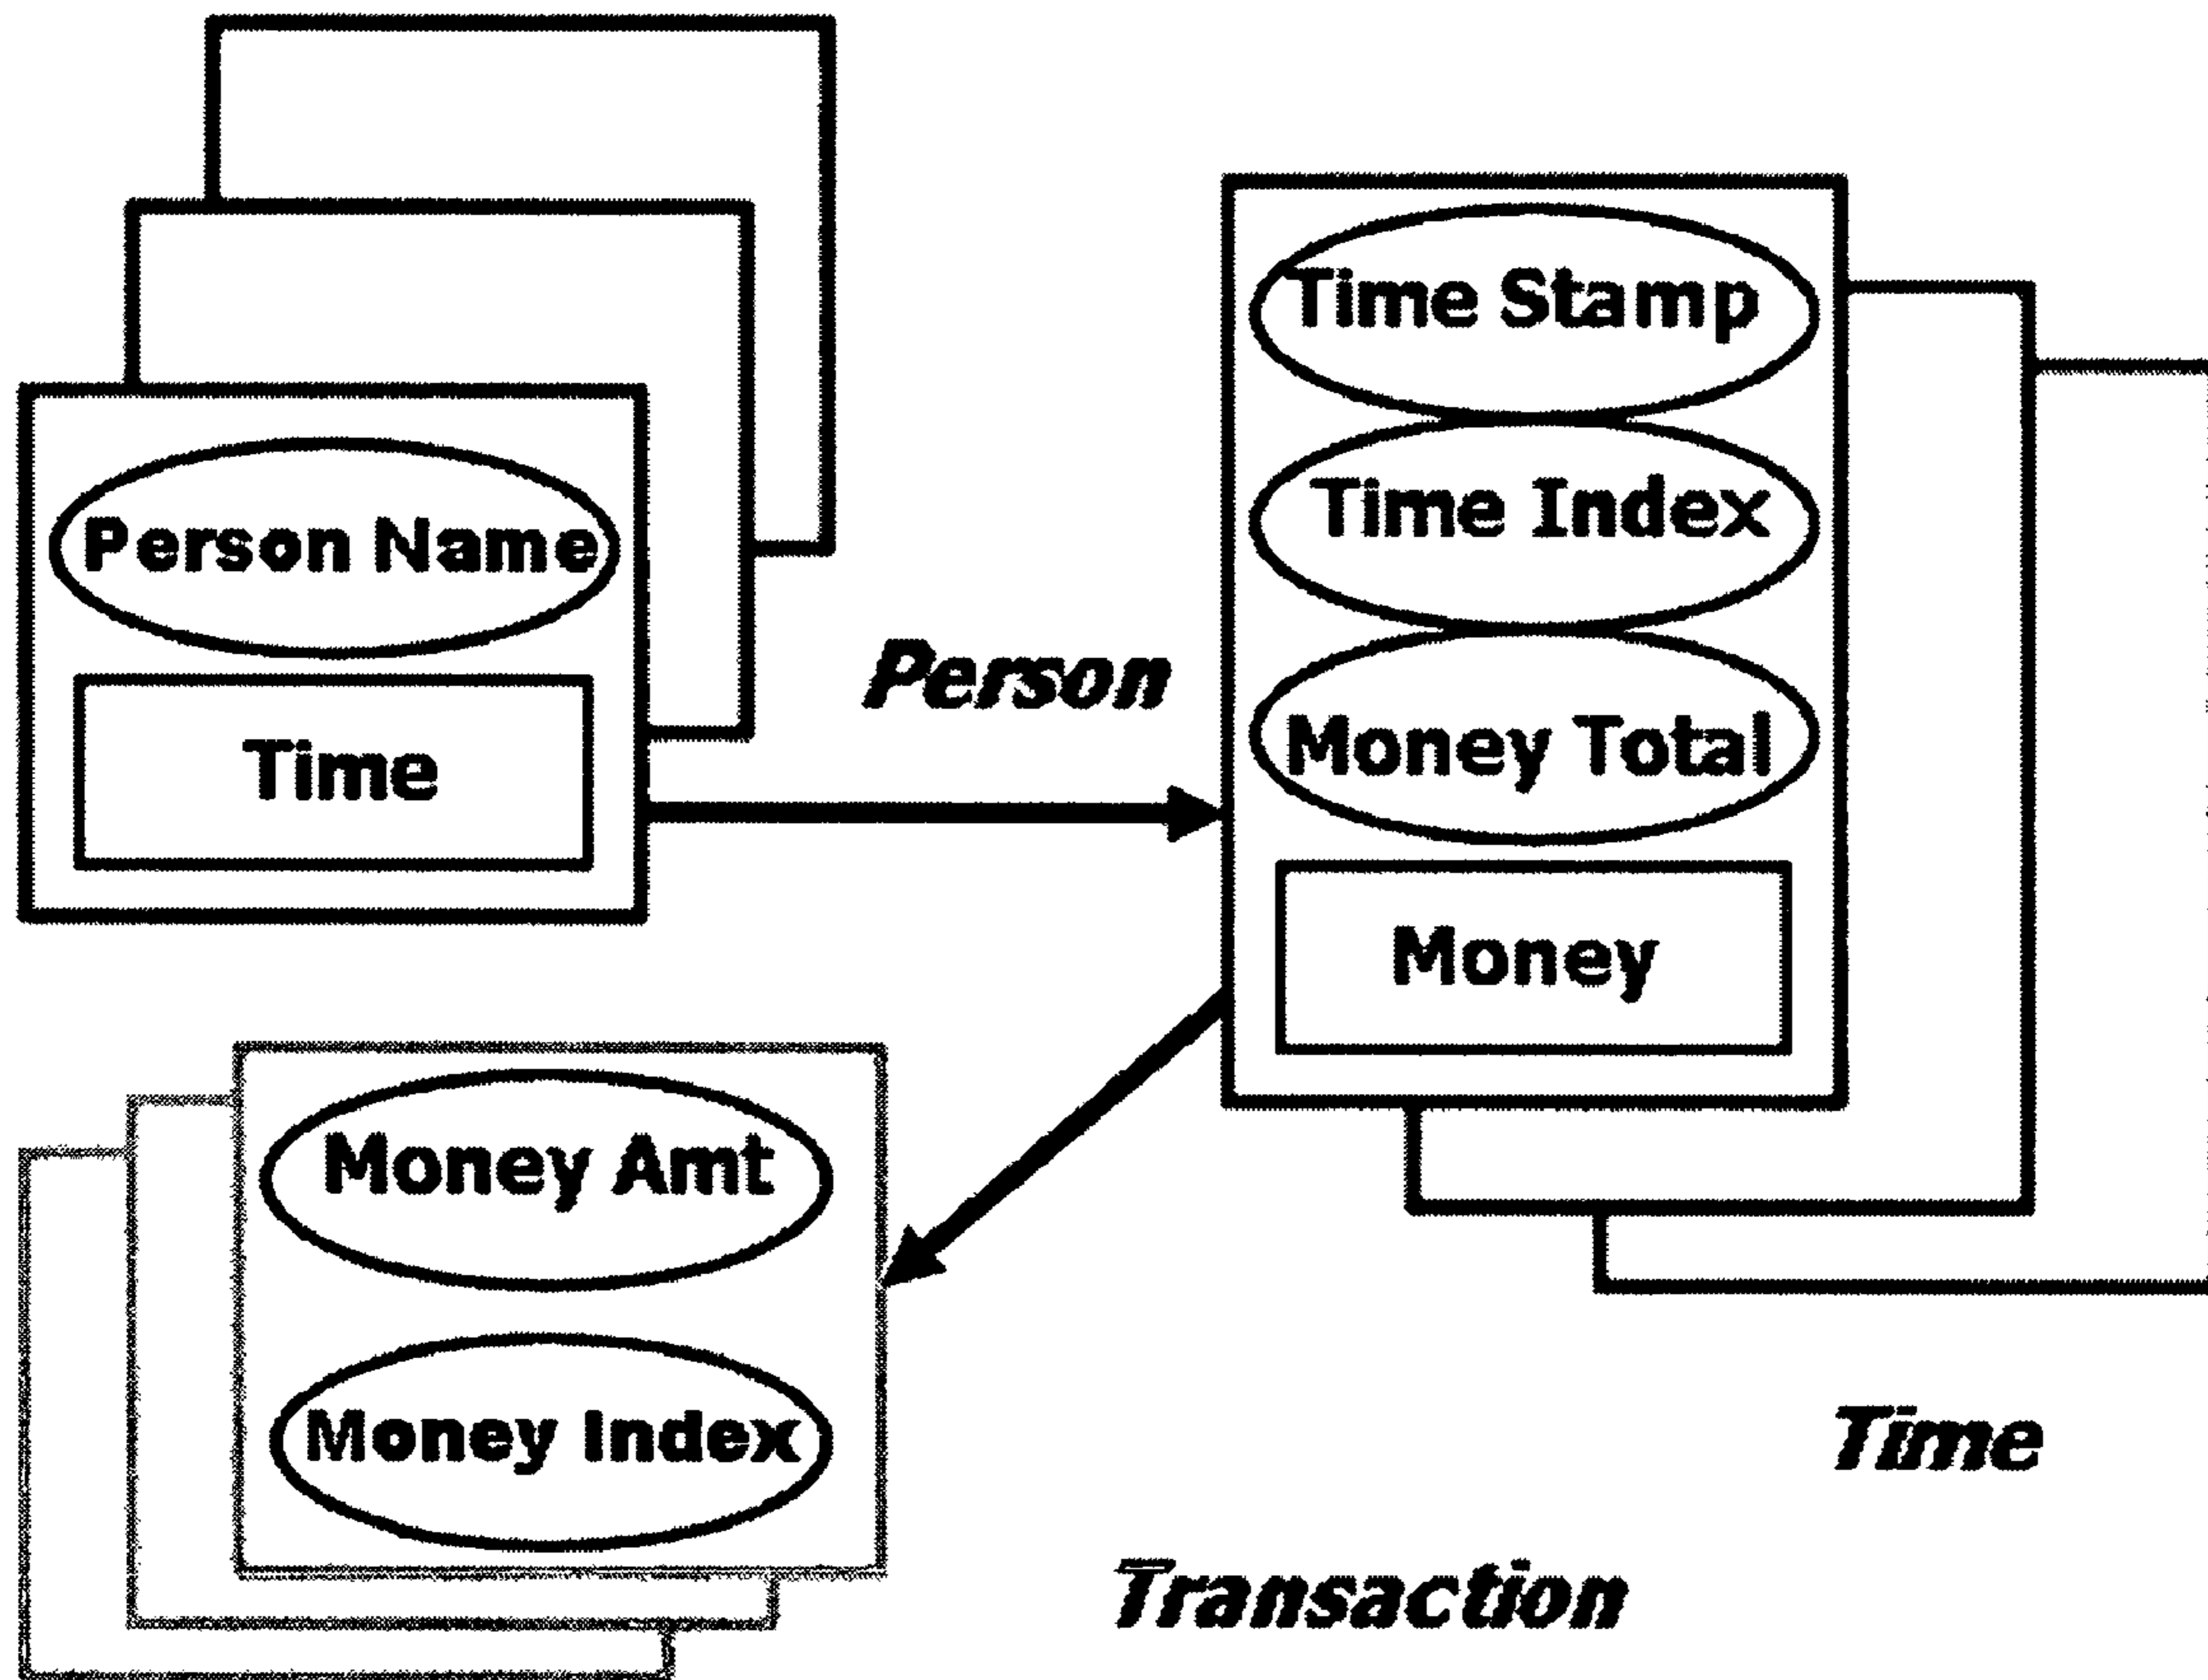 Person Name
Time
Person
Time Stamp
Time Index
Money Total
Money
Money Amt
Money Index
Time
Transaction